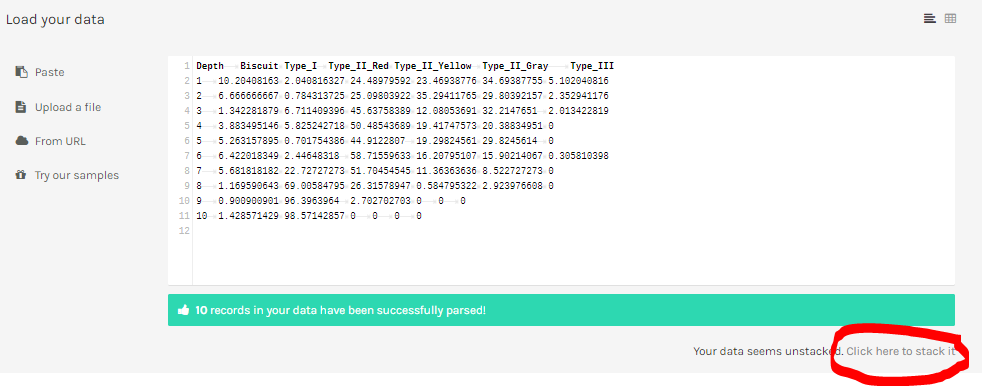 Load your data
Paste
Upload a file
From URL
Try our samples
1 Depth Biscuit Type_I Type_II_Red Type_II_Yellow Type_II_Gray Type_III
2 1 10.20408163 2.040816327 24.48979592 23.46938776 34.69387755 5.102040816
3 2 6.666666667 0.784313725 25.09803922 35.29411765 29.80392157 2.352941176
4 3 1.342281879 6.711409396 45.63758389 12.08053691 32.2147651 2.013422819
5 4 3.883495146 5.825242718 50.48543689 19.41747573 20.38834951 0
6 5 5.263157895 0.701754386 44.9122807 19.29824561 29.8245614 0
7 6 6.422018349 2.44648318 58.71559633 16.20795107 15.90214067 0.305810398
8 7 5.681818182 22.72727273 51.70454545 11.36363636 8.522727273 0
9 8 1.169590643 69.00584795 26.31578947 0.584795322 2.923976608 0
10 9 0.900900901 96.3963964 2.702702703 0 0 0
11 10 1.428571429 98.57142857 0 0 0 0
12
10 records in your data have been successfully parsed!
Your data seems unstacked. Click here to stack it